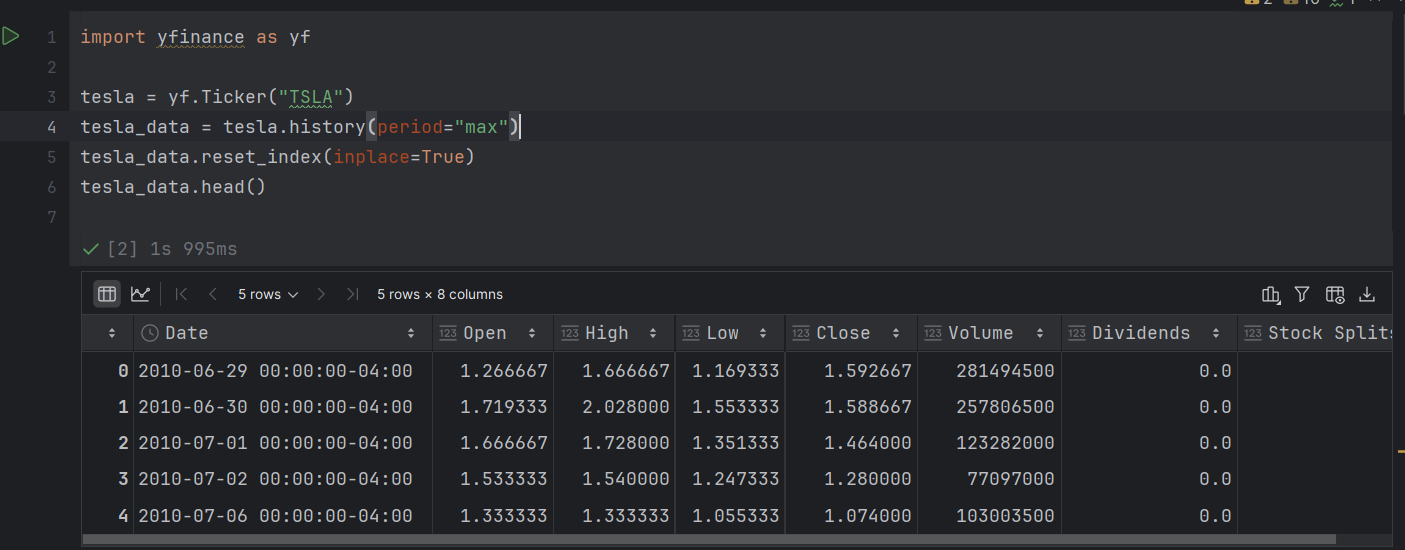 1 import yfinance as yf
2
3 tesla = yf.Ticker("TSLA")
4 tesla_data = tesla.history(period="max")
5 tesla_data.reset_index(inplace=True)
6 tesla_data.head()
7
[2] 1s 995ms
5 rows 5 rows × 8 columns
Date 123 Open 123 High 123 Low 123 Close 123 Volume 123 Dividends 123 Stock Splits
0 2010-06-29 00:00:00-04:00 1.266667 1.666667 1.169333 1.592667 281494500 0.0
1 2010-06-30 00:00:00-04:00 1.719333 2.028000 1.553333 1.588667 257806500 0.0
2 2010-07-01 00:00:00-04:00 1.666667 1.728000 1.351333 1.464000 123282000 0.0
3 2010-07-02 00:00:00-04:00 1.533333 1.540000 1.247333 1.280000 77097000 0.0
4 2010-07-06 00:00:00-04:00 1.333333 1.333333 1.055333 1.074000 103003500 0.0